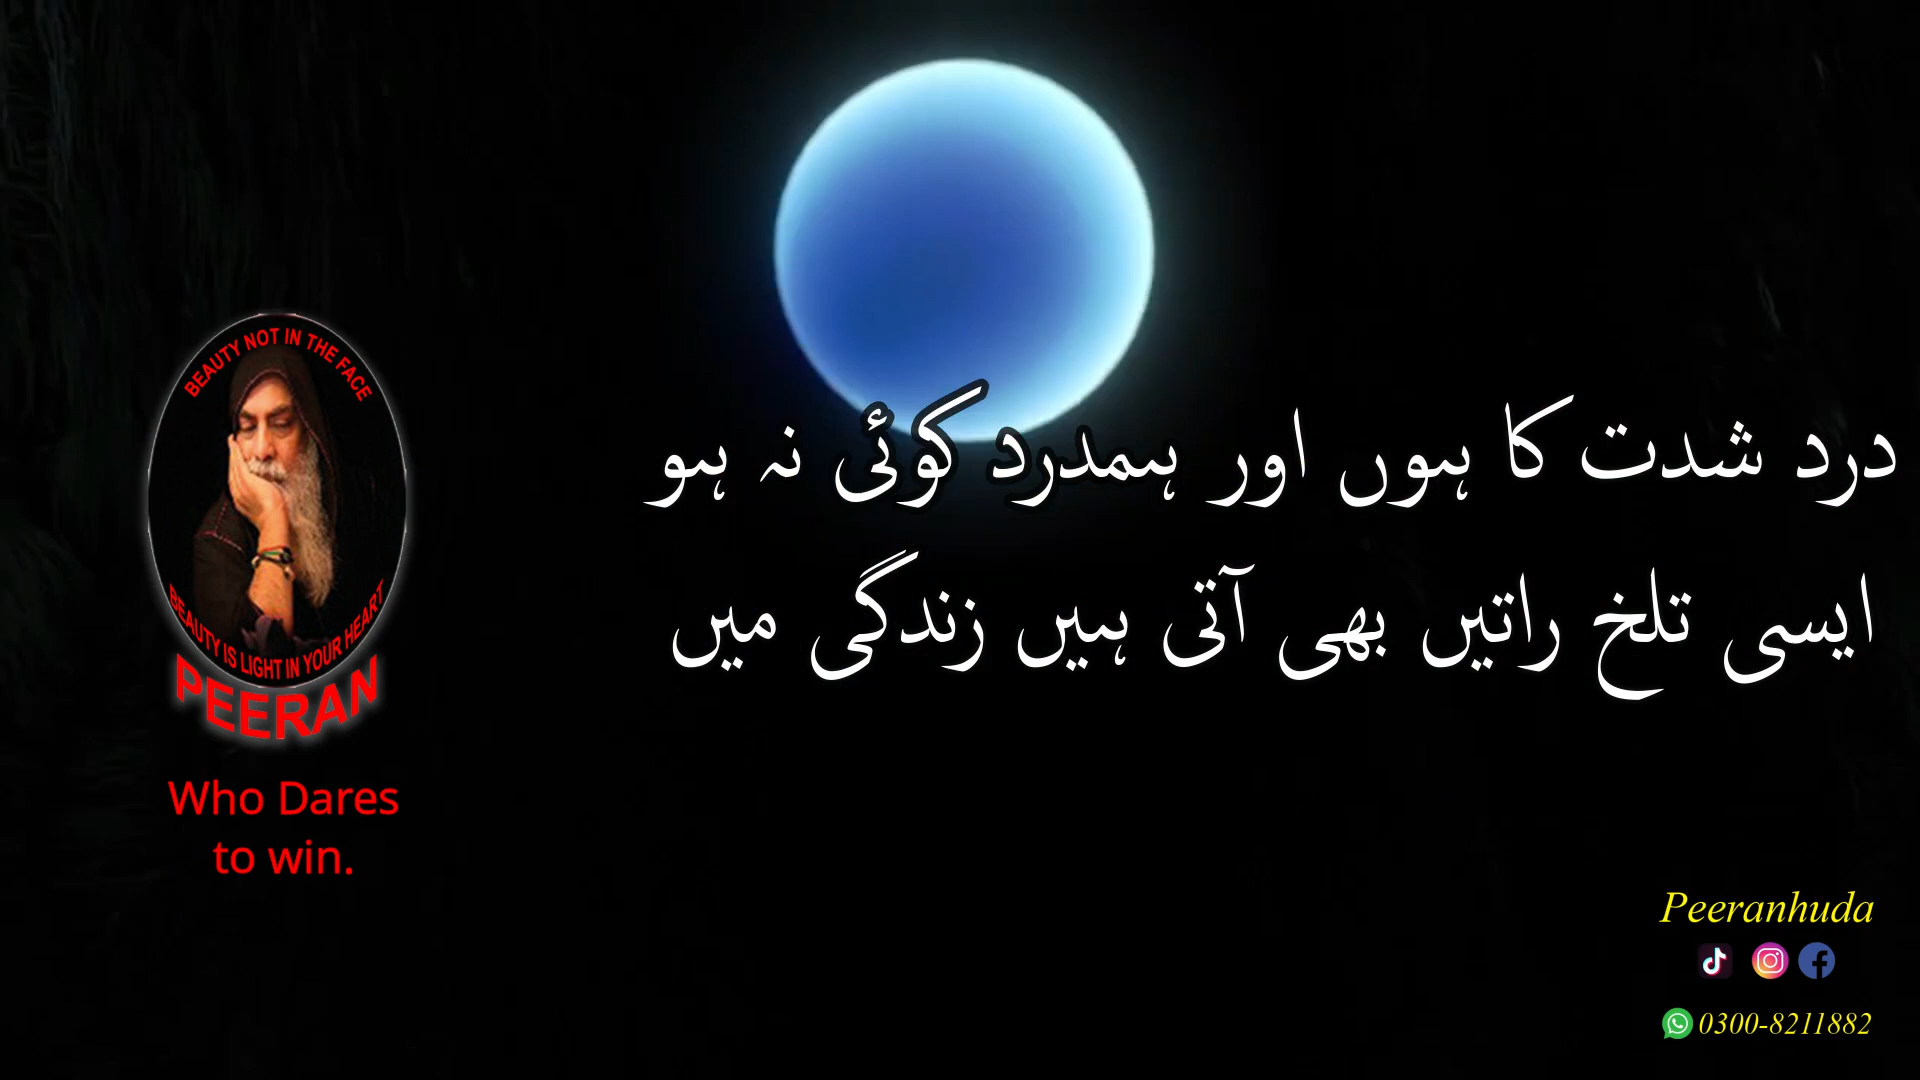 درد شدت کا ہوں اور ہمدرد کوئی نہ ہو
ایسی تلخ راتیں بھی آتی ہیں زندگی میں
BEAUTY NOT IN THE FACE
BEAUTY IS LIGHT IN YOUR HEART
PEERAN
Who Dares
to win.
Peeranhuda
0300-8211882